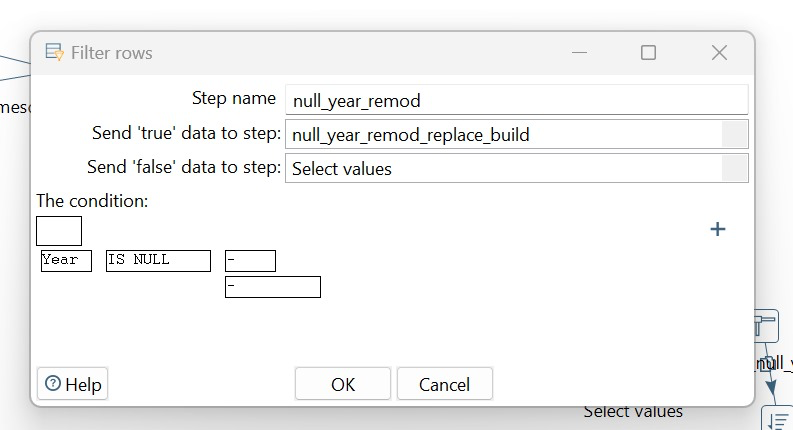 Filter rows
mes
Step name null_year_remod
Send 'true' data to step: null_year_remod_replace_build
Send 'false' data to step: Select values
The condition:
+
Year IS NULL -
-
null_y
Help OK Cancel
Select values